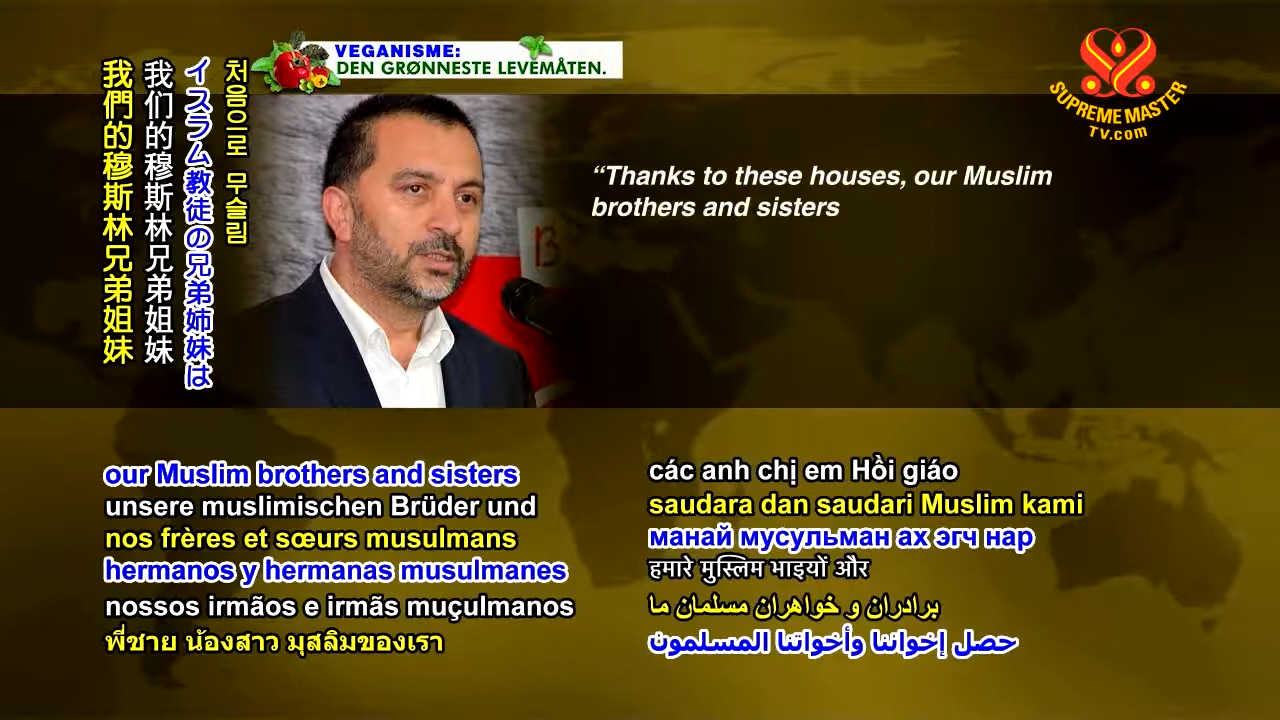 VEGANISME:
DEN GRØNNESTE LEVEMÅTEN.
SUPREME MASTER
TV.com
처음으로 무슬림
イスラム教徒の兄弟姉妹は
我们的穆斯林兄弟姐妹
我們的穆斯林兄弟姐妹
“Thanks to these houses, our Muslim
brothers and sisters
our Muslim brothers and sisters
unsere muslimischen Brüder und
nos frères et sœurs musulmans
hermanos y hermanas musulmanes
nossos irmãos e irmãs muçulmanos
พี่ชาย น้องสาว มุสลิมของเรา
các anh chị em Hồi giáo
saudara dan saudari Muslim kami
манай мусульман ах эгч нар
हमारे मुस्लिम भाइयों और
برادران و خواهران مسلمان ما
حصل إخواننا وأخواتنا المسلمون